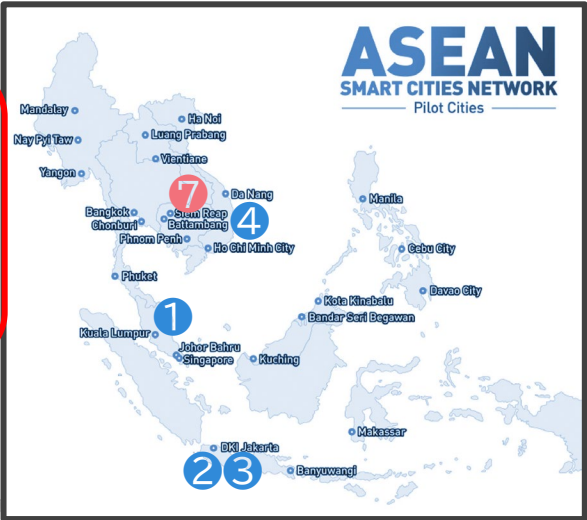 ASEAN
SMART CITIES NETWORK
Pilot Cities
Mandalay
Ha Noi
Nay Pyi Taw
Luang Prabang
Vientiane
Yangon
7
Da Nang
Manila
Bangkok
Siem Reap
4
Chonburi
Battambang
Phnom Penh
Ho Chi Minh City
Cebu City
Phuket
Davao City
Kota Kinabalu
1
Bandar Seri Begawan
Kuala Lumpur
Johor Bahru
Singapore
Kuching
Makassar
DKI Jakarta
2
3
Banyuwangi